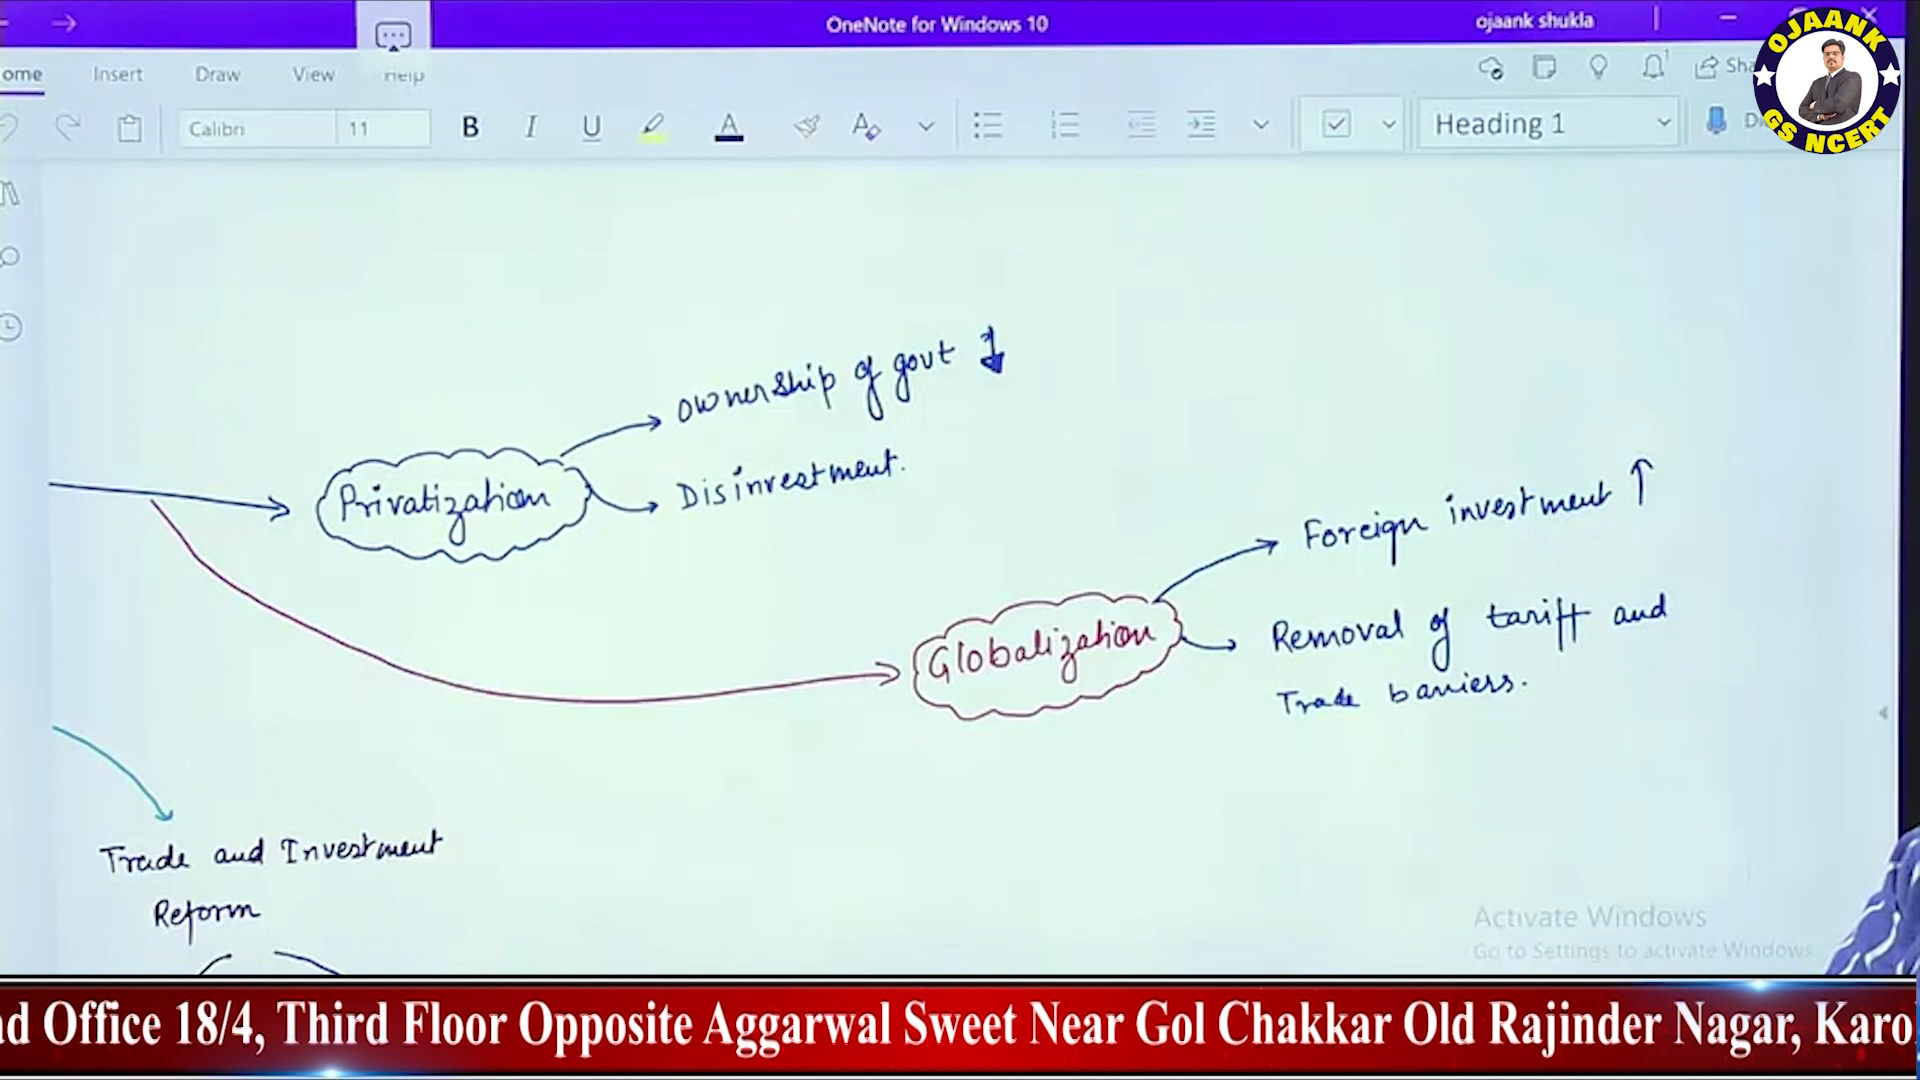 OneNote for Windows 10
ojaank shukla
ome Insert Draw View Help
Calibri 11 B I U A A Heading 1
OJAANK
GS NCERT
ownership of govt ↓
Privatization
Disinvestment.
Foreign investment ↑
Globalization
Removal of tariff and
Trade barriers.
Trade and Investment
Reform
Activate Windows
Go to Settings to activate Windows.
Office 18/4, Third Floor Opposite Aggarwal Sweet Near Gol Chakkar Old Rajinder Nagar, Karo